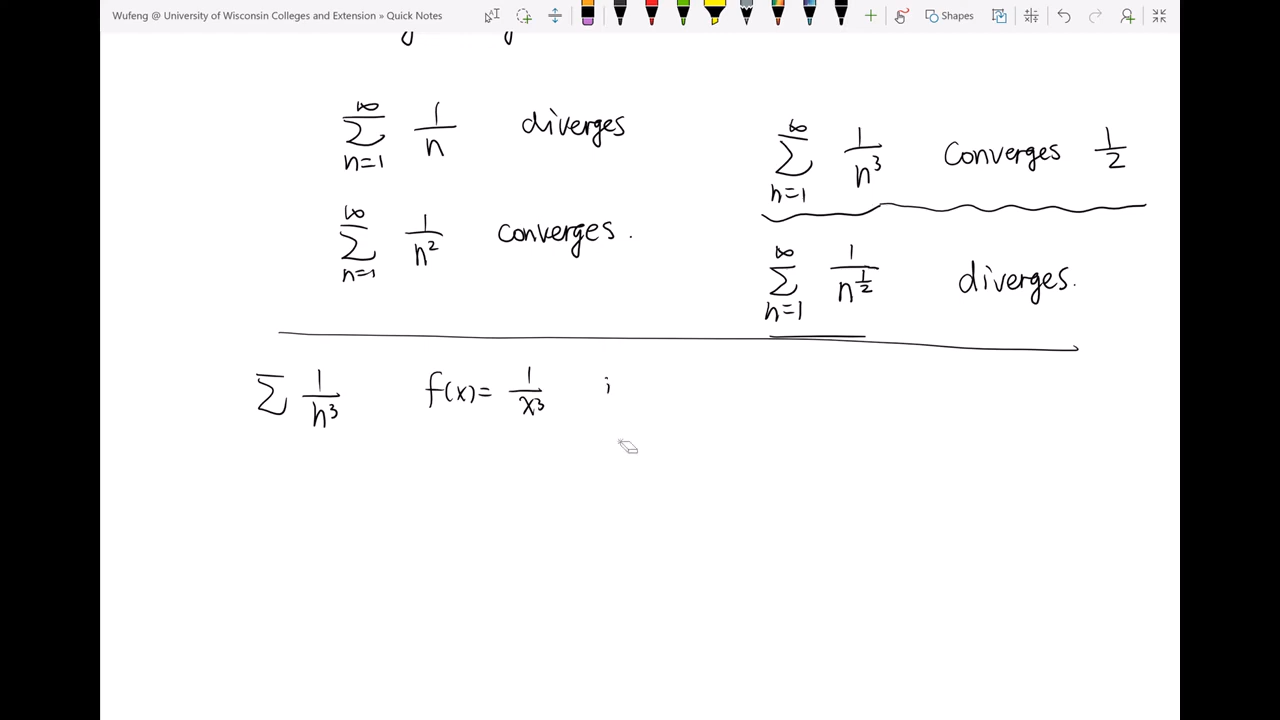 Wufeng @ University of Wisconsin Colleges and Extension » Quick Notes
Shapes
∞
∑ 1/n diverges
n=1
∞
∑ 1/n² converges.
n=1
∞
∑ 1/n³ Converges 1/2
n=1
∞
∑ 1/n^(1/2) diverges.
n=1
∑ 1/n³ f(x)= 1/x³ i